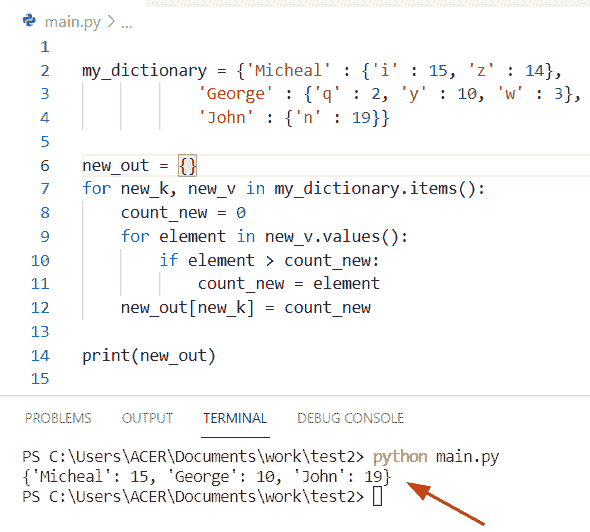 main.py > ...
1
2 my_dictionary = {'Micheal' : {'i' : 15, 'z' : 14},
3 'George' : {'q' : 2, 'y' : 10, 'w' : 3},
4 'John' : {'n' : 19}}
5
6 new_out = {}
7 for new_k, new_v in my_dictionary.items():
8 count_new = 0
9 for element in new_v.values():
10 if element > count_new:
11 count_new = element
12 new_out[new_k] = count_new
13
14 print(new_out)
15
PROBLEMS OUTPUT TERMINAL DEBUG CONSOLE
PS C:\Users\ACER\Documents\work\test2> python main.py
{'Micheal': 15, 'George': 10, 'John': 19}
PS C:\Users\ACER\Documents\work\test2>